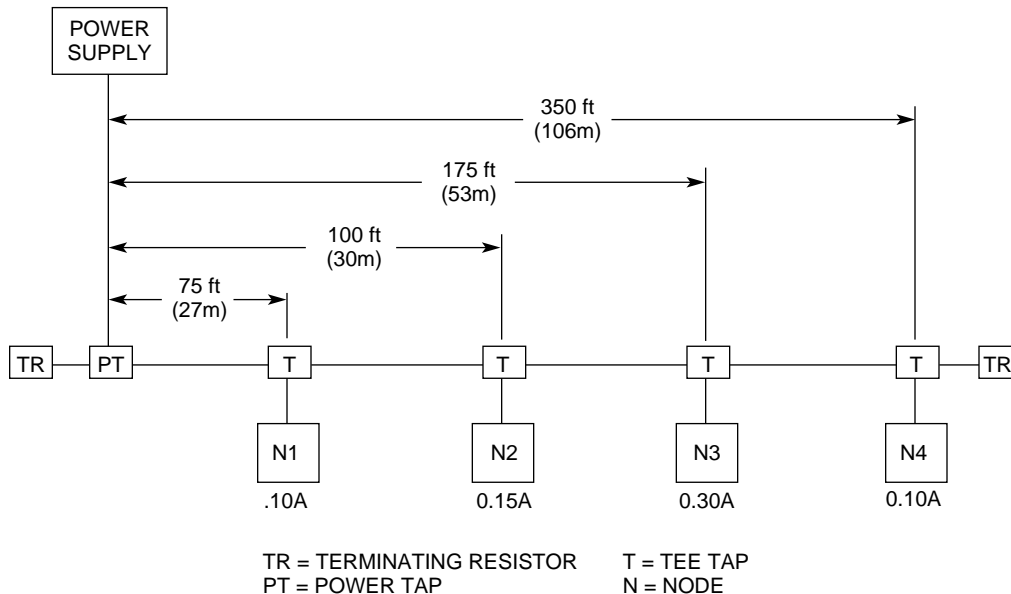 POWER
SUPPLY
350 ft
(106m)
175 ft
(53m)
100 ft
(30m)
75 ft
(27m)
TR PT T T T T TR
N1 N2 N3 N4
.10A 0.15A 0.30A 0.10A
TR = TERMINATING RESISTOR T = TEE TAP
PT = POWER TAP N = NODE